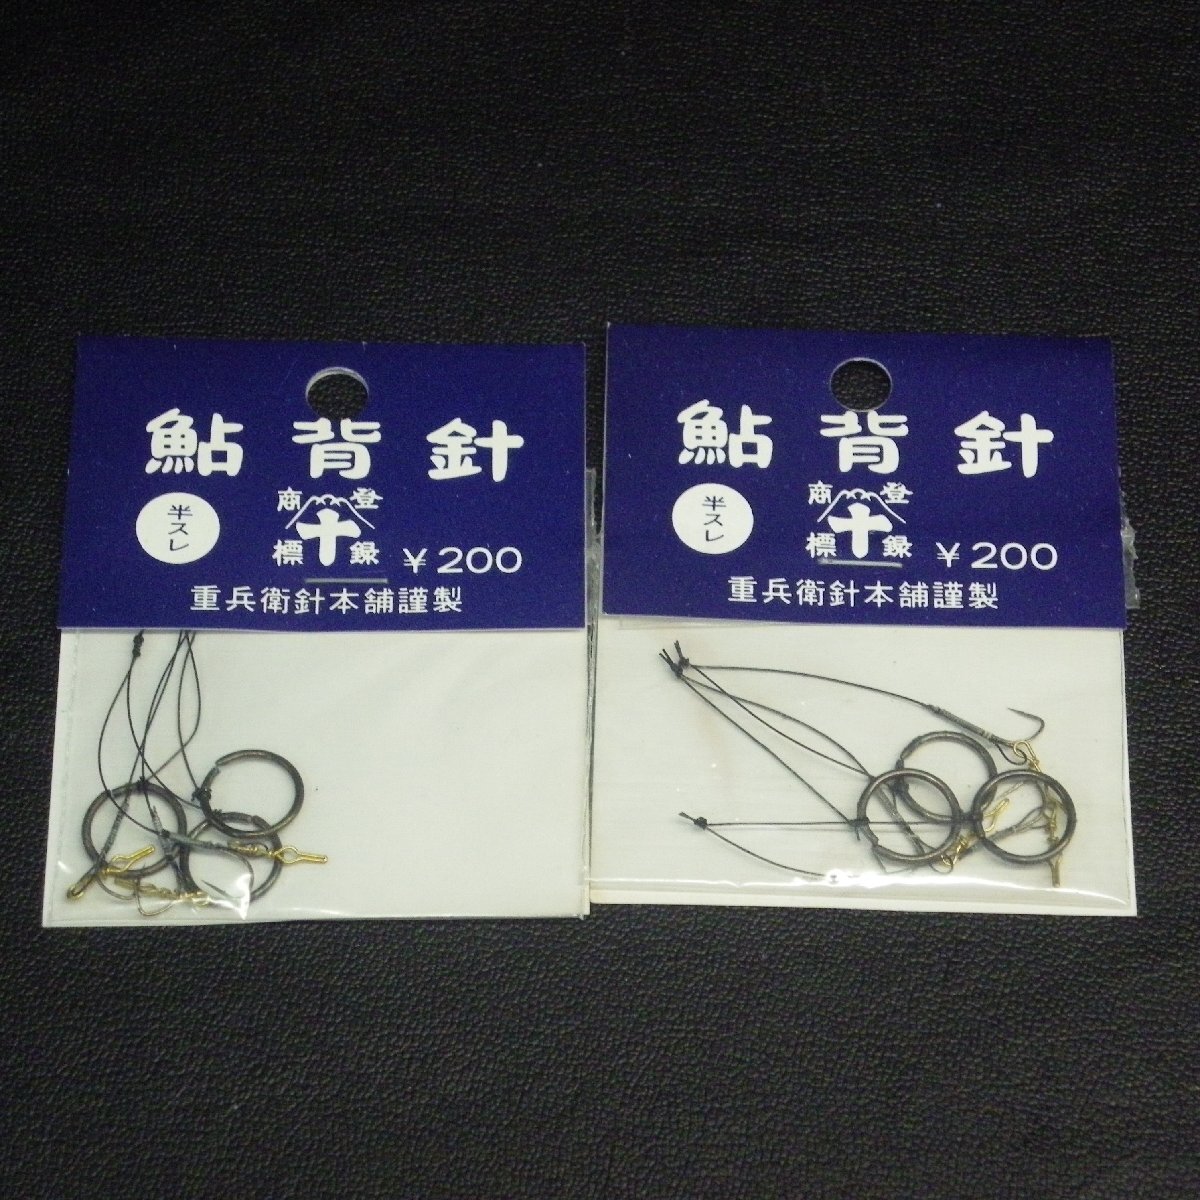 鮎背針
半スレ
登録商標
十
￥200
重兵衛針本舗謹製
鮎背針
半スレ
登録商標
十
￥200
重兵衛針本舗謹製